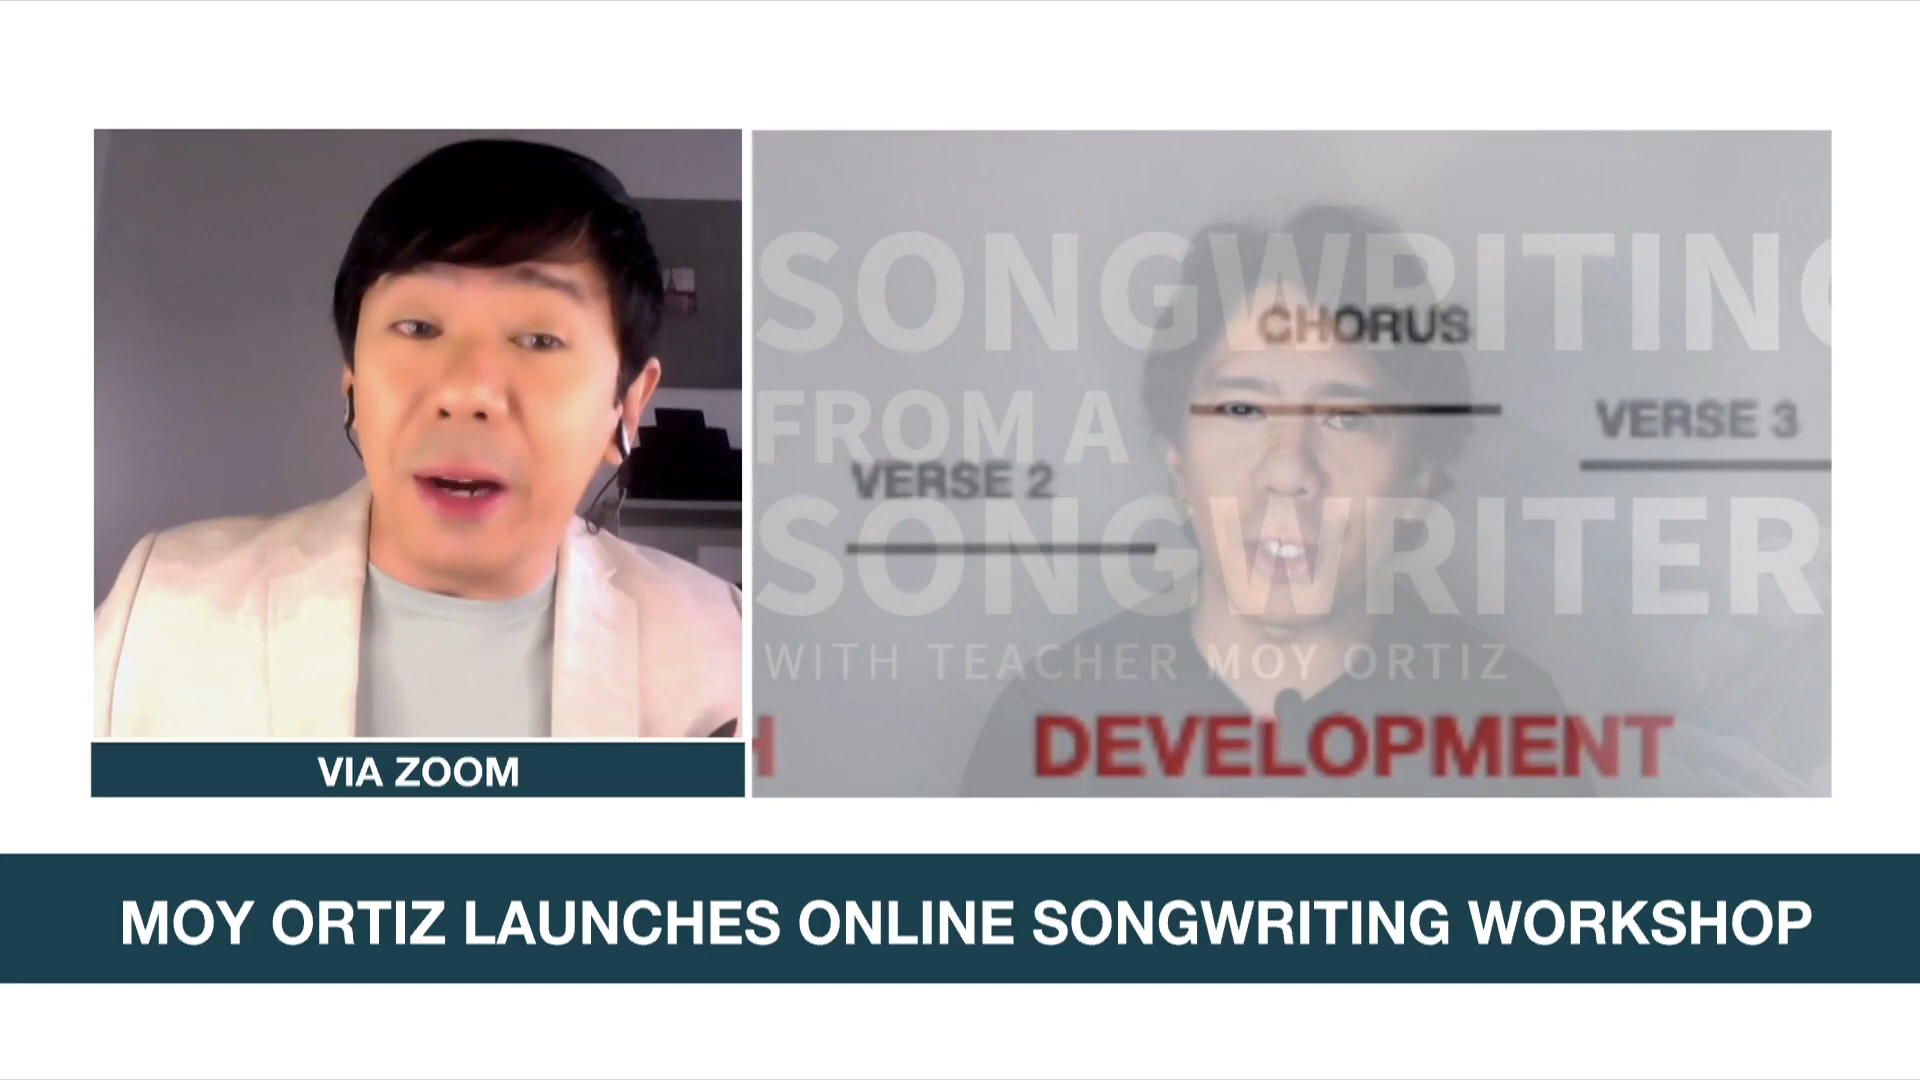 SONGWRITING
CHORUS
FROM A
VERSE 3
VERSE 2
SONGWRITER
WITH TEACHER MOY ORTIZ
H
DEVELOPMENT
VIA ZOOM
MOY ORTIZ LAUNCHES ONLINE SONGWRITING WORKSHOP